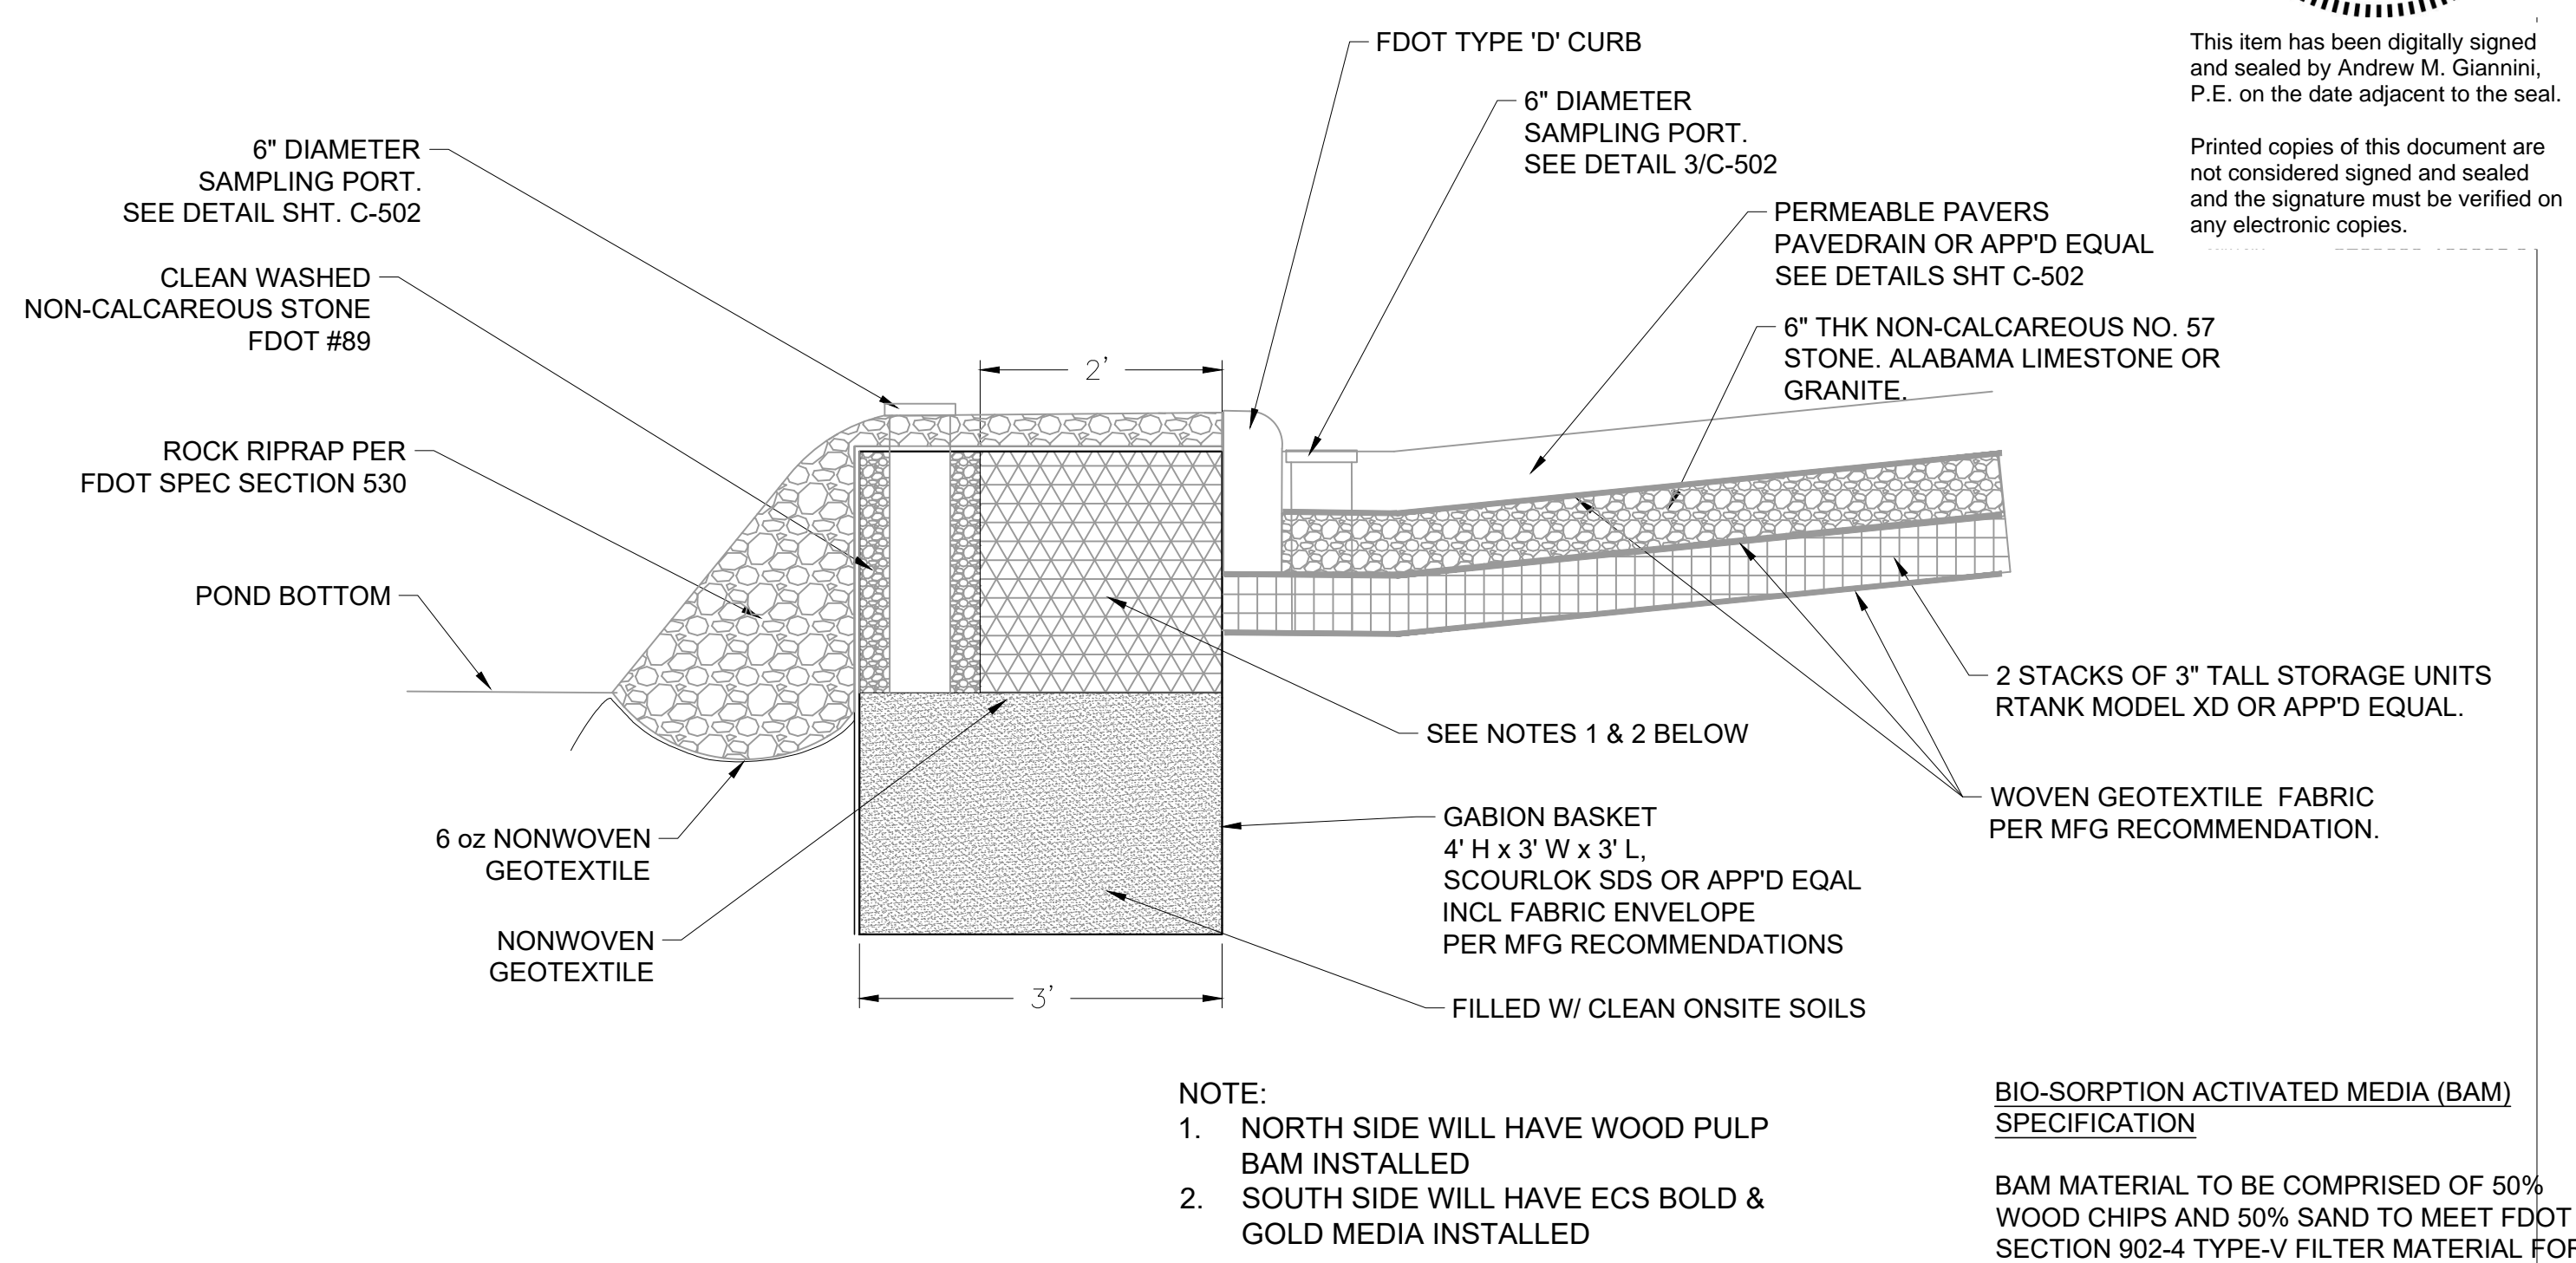 This item has been digitally signed
and sealed by Andrew M. Giannini,
P.E. on the date adjacent to the seal.
Printed copies of this document are
not considered signed and sealed
and the signature must be verified on
any electronic copies.
FDOT TYPE 'D' CURB
6" DIAMETER
SAMPLING PORT.
SEE DETAIL 3/C-502
6" DIAMETER
SAMPLING PORT.
SEE DETAIL SHT. C-502
PERMEABLE PAVERS
PAVEDRAIN OR APP'D EQUAL
SEE DETAILS SHT C-502
CLEAN WASHED
NON-CALCAREOUS STONE
FDOT #89
6" THK NON-CALCAREOUS NO. 57
STONE. ALABAMA LIMESTONE OR
GRANITE.
2'
ROCK RIPRAP PER
FDOT SPEC SECTION 530
POND BOTTOM
2 STACKS OF 3" TALL STORAGE UNITS
RTANK MODEL XD OR APP'D EQUAL.
SEE NOTES 1 & 2 BELOW
WOVEN GEOTEXTILE FABRIC
PER MFG RECOMMENDATION.
GABION BASKET
4' H x 3' W x 3' L,
SCOURLOK SDS OR APP'D EQAL
INCL FABRIC ENVELOPE
PER MFG RECOMMENDATIONS
6 oz NONWOVEN
GEOTEXTILE
NONWOVEN
GEOTEXTILE
3'
FILLED W/ CLEAN ONSITE SOILS
NOTE:
1. NORTH SIDE WILL HAVE WOOD PULP
BAM INSTALLED
2. SOUTH SIDE WILL HAVE ECS BOLD &
GOLD MEDIA INSTALLED
BIO-SORPTION ACTIVATED MEDIA (BAM)
SPECIFICATION
BAM MATERIAL TO BE COMPRISED OF 50%
WOOD CHIPS AND 50% SAND TO MEET FDOT
SECTION 902-4 TYPE-V FILTER MATERIAL FOR